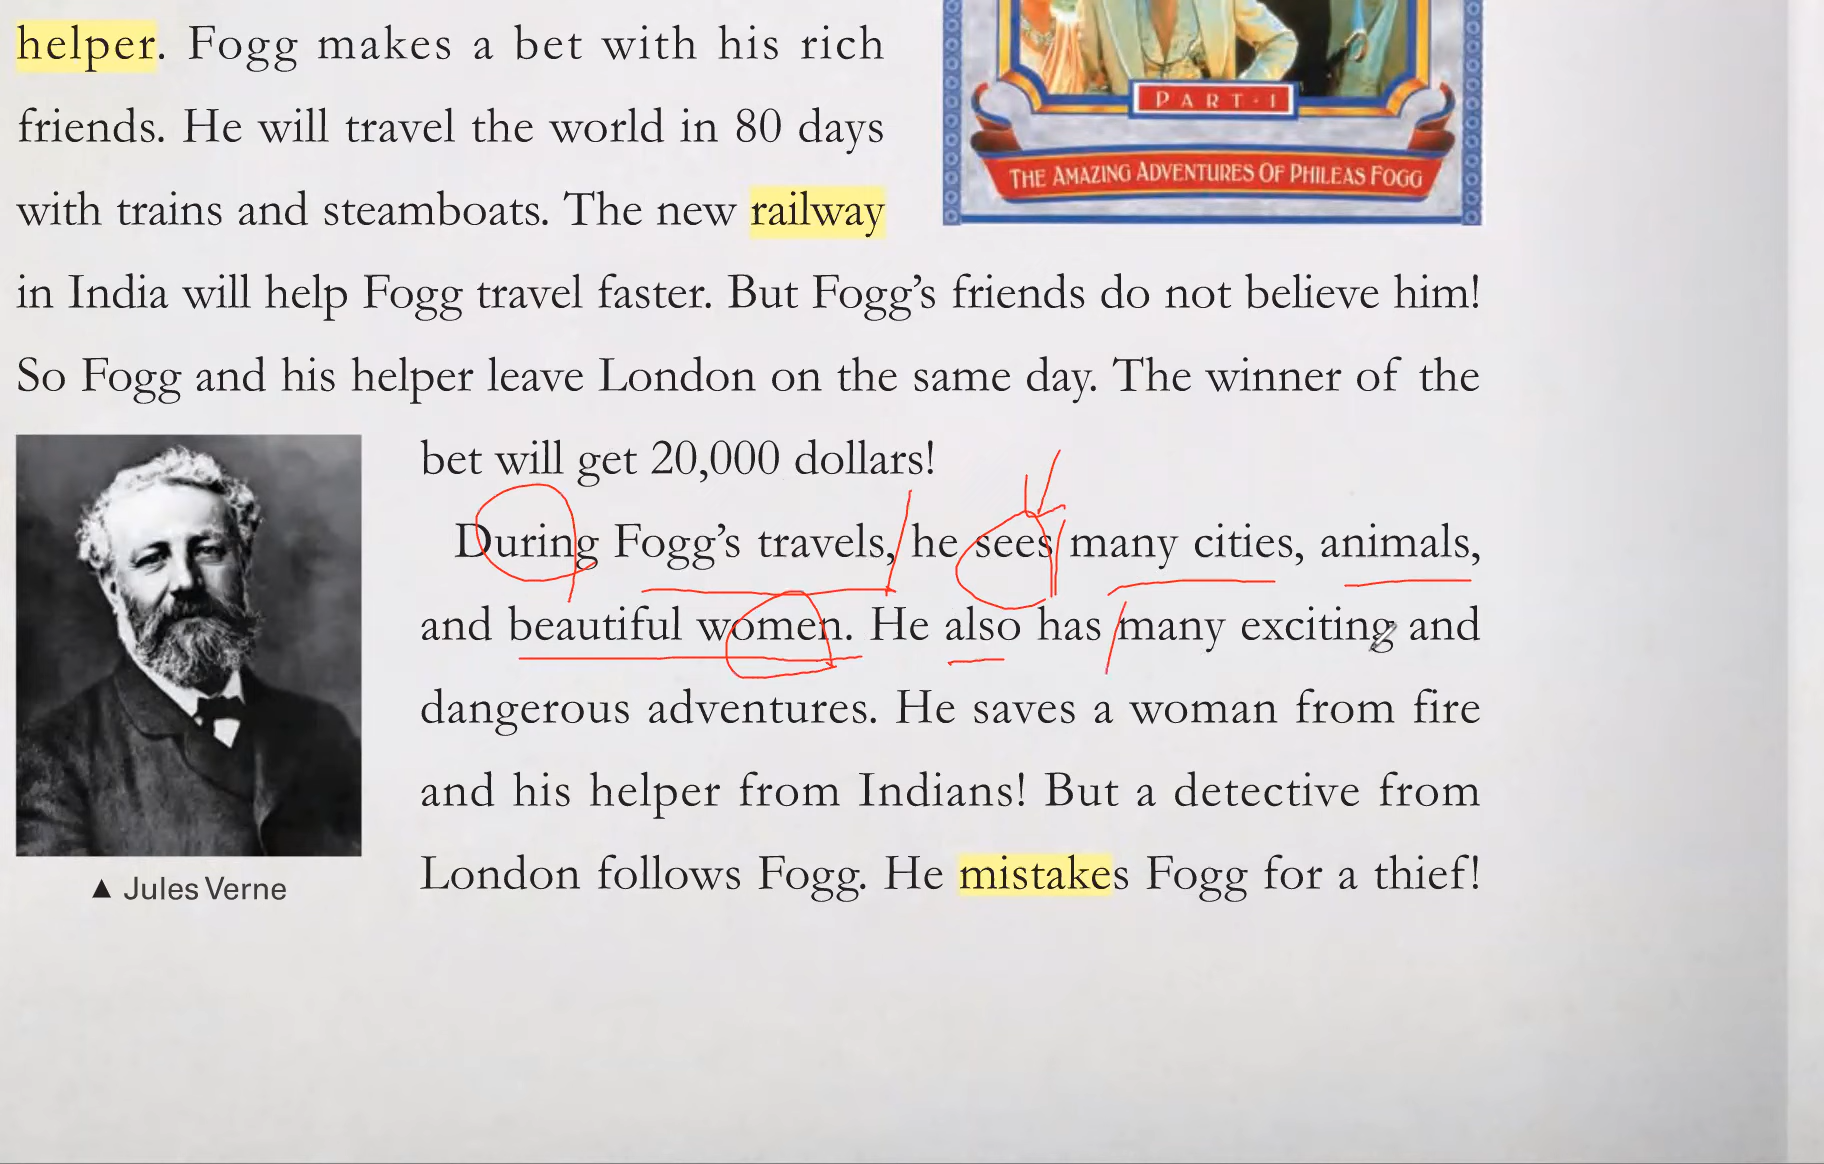 helper. Fogg makes a bet with his rich
friends. He will travel the world in 80 days
with trains and steamboats. The new railway
PART·1
THE AMAZING ADVENTURES OF PHILEAS FOGG
in India will help Fogg travel faster. But Fogg’s friends do not believe him!
So Fogg and his helper leave London on the same day. The winner of the
bet will get 20,000 dollars!
During Fogg’s travels, he sees many cities, animals,
and beautiful women. He also has many exciting and
dangerous adventures. He saves a woman from fire
and his helper from Indians! But a detective from
London follows Fogg. He mistakes Fogg for a thief!
▲ Jules Verne